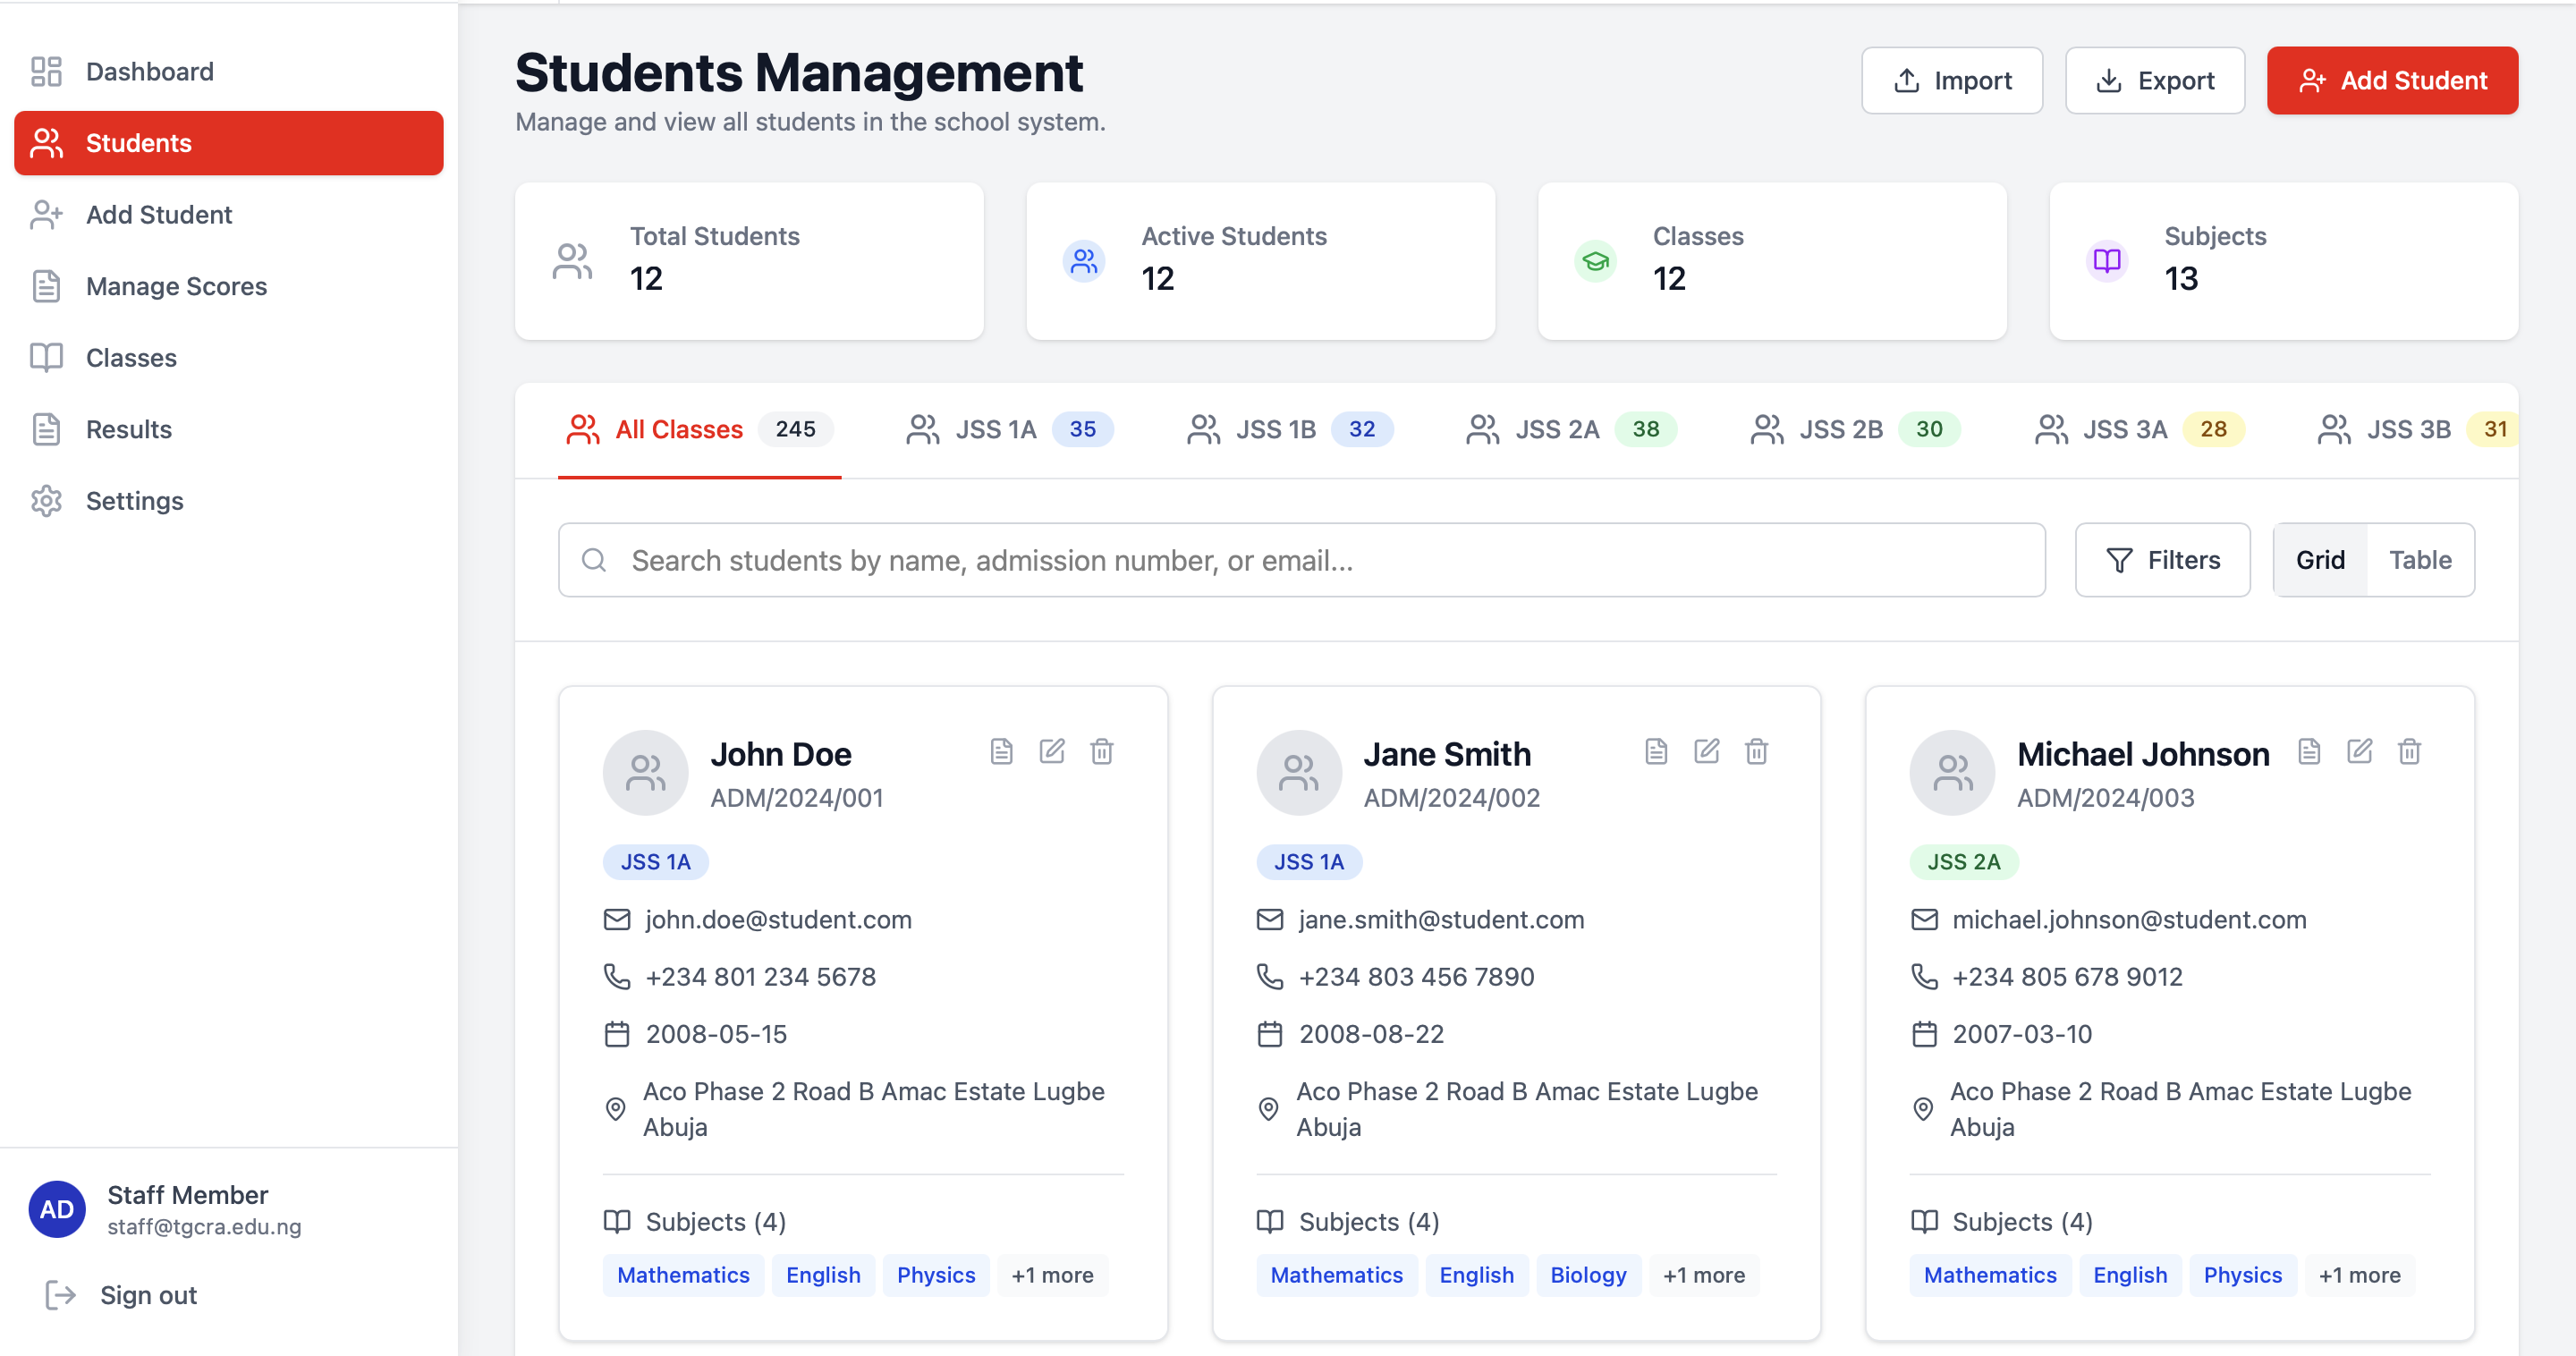 Dashboard
Students
Add Student
Manage Scores
Classes
Results
Settings
AD
Staff Member
staff@tgcra.edu.ng
Sign out
Students Management
Manage and view all students in the school system.
Import
Export
Add Student
Total Students
12
Active Students
12
Classes
12
Subjects
13
All Classes 245
JSS 1A 35
JSS 1B 32
JSS 2A 38
JSS 2B 30
JSS 3A 28
JSS 3B 31
Search students by name, admission number, or email...
Filters
Grid
Table
John Doe
ADM/2024/001
JSS 1A
john.doe@student.com
+234 801 234 5678
2008-05-15
Aco Phase 2 Road B Amac Estate Lugbe
Abuja
Subjects (4)
Mathematics English Physics +1 more
Jane Smith
ADM/2024/002
JSS 1A
jane.smith@student.com
+234 803 456 7890
2008-08-22
Aco Phase 2 Road B Amac Estate Lugbe
Abuja
Subjects (4)
Mathematics English Biology +1 more
Michael Johnson
ADM/2024/003
JSS 2A
michael.johnson@student.com
+234 805 678 9012
2007-03-10
Aco Phase 2 Road B Amac Estate Lugbe
Abuja
Subjects (4)
Mathematics English Physics +1 more